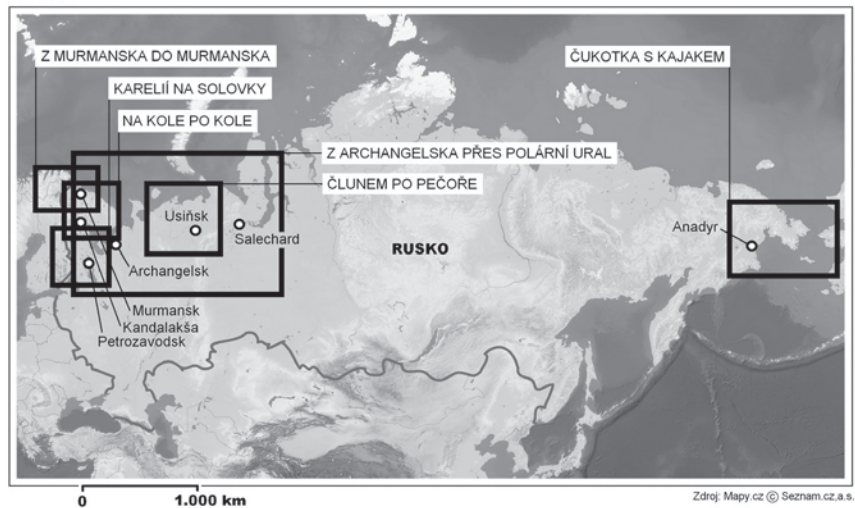 Z MURMANSKA DO MURMANSKA
ČUKOTKA S KAJAKEM
KARELIÍ NA SOLOVKY
NA KOLE PO KOLE
Z ARCHANGELSKA PŘES POLÁRNÍ URAL
ČLUNEM PO PEČOŘE
Usiňsk
Salechard
RUSKO
Anadyr
Archangelsk
Murmansk
Kandalakša
Petrozavodsk
0 1.000 km
Zdroj: Mapy.cz © Seznam.cz,a.s.